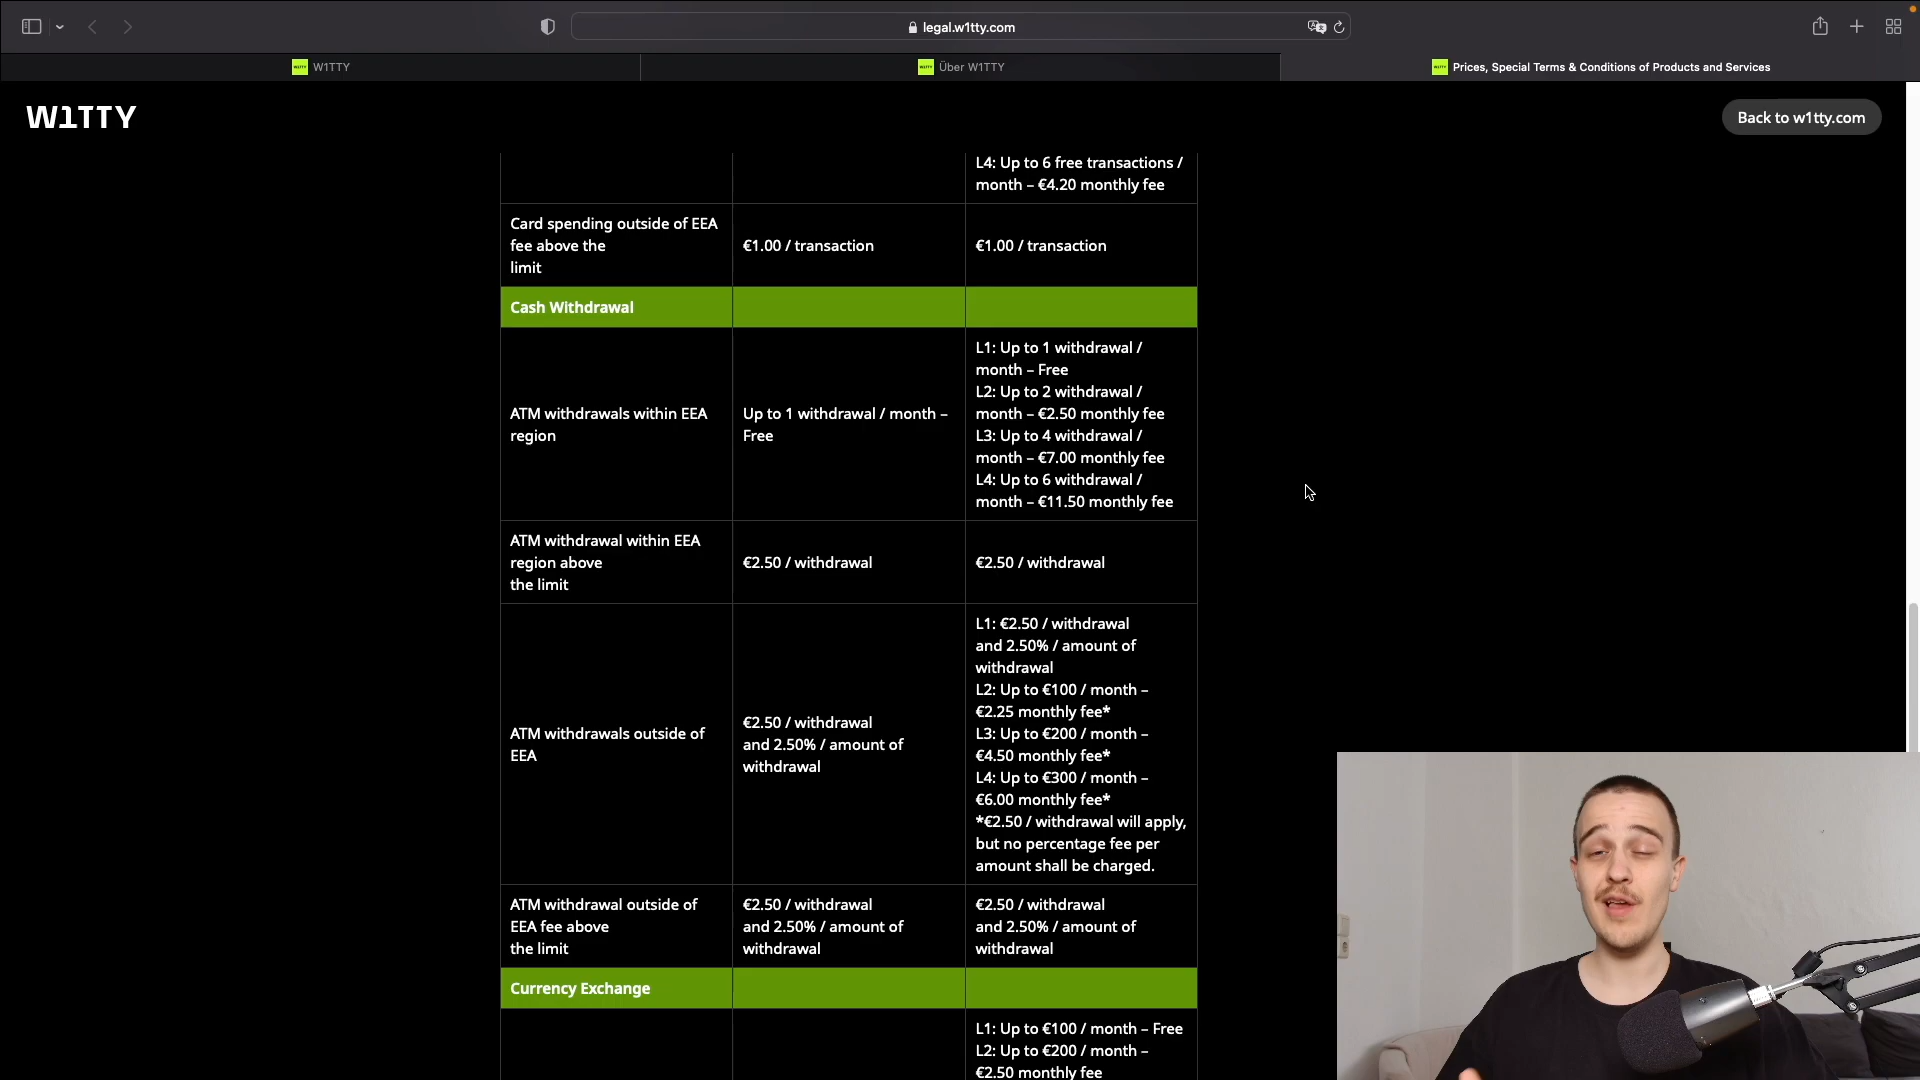 legal.w1tty.com
W1TTY
Über W1TTY
Prices, Special Terms & Conditions of Products and Services
W1TTY
Back to w1tty.com
L4: Up to 6 free transactions /
month – €4.20 monthly fee
Card spending outside of EEA
fee above the
limit
€1.00 / transaction
€1.00 / transaction
Cash Withdrawal
ATM withdrawals within EEA
region
Up to 1 withdrawal / month –
Free
L1: Up to 1 withdrawal /
month – Free
L2: Up to 2 withdrawal /
month – €2.50 monthly fee
L3: Up to 4 withdrawal /
month – €7.00 monthly fee
L4: Up to 6 withdrawal /
month – €11.50 monthly fee
ATM withdrawal within EEA
region above
the limit
€2.50 / withdrawal
€2.50 / withdrawal
ATM withdrawals outside of
EEA
€2.50 / withdrawal
and 2.50% / amount of
withdrawal
L1: €2.50 / withdrawal
and 2.50% / amount of
withdrawal
L2: Up to €100 / month –
€2.25 monthly fee*
L3: Up to €200 / month –
€4.50 monthly fee*
L4: Up to €300 / month –
€6.00 monthly fee*
*€2.50 / withdrawal will apply,
but no percentage fee per
amount shall be charged.
ATM withdrawal outside of
EEA fee above
the limit
€2.50 / withdrawal
and 2.50% / amount of
withdrawal
€2.50 / withdrawal
and 2.50% / amount of
withdrawal
Currency Exchange
L1: Up to €100 / month – Free
L2: Up to €200 / month –
€2.50 monthly fee